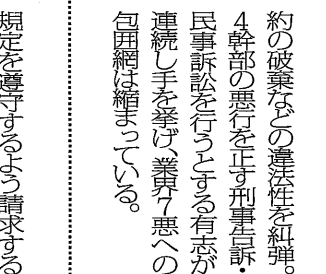 約の破棄などの違法性を糾弾
４幹部の悪行を正す刑事告訴・
民事訴訟を行うとする有志が
連続し手を挙げ、業界７悪への
包囲網は縮まっている。
規定を遵守するよう請求する